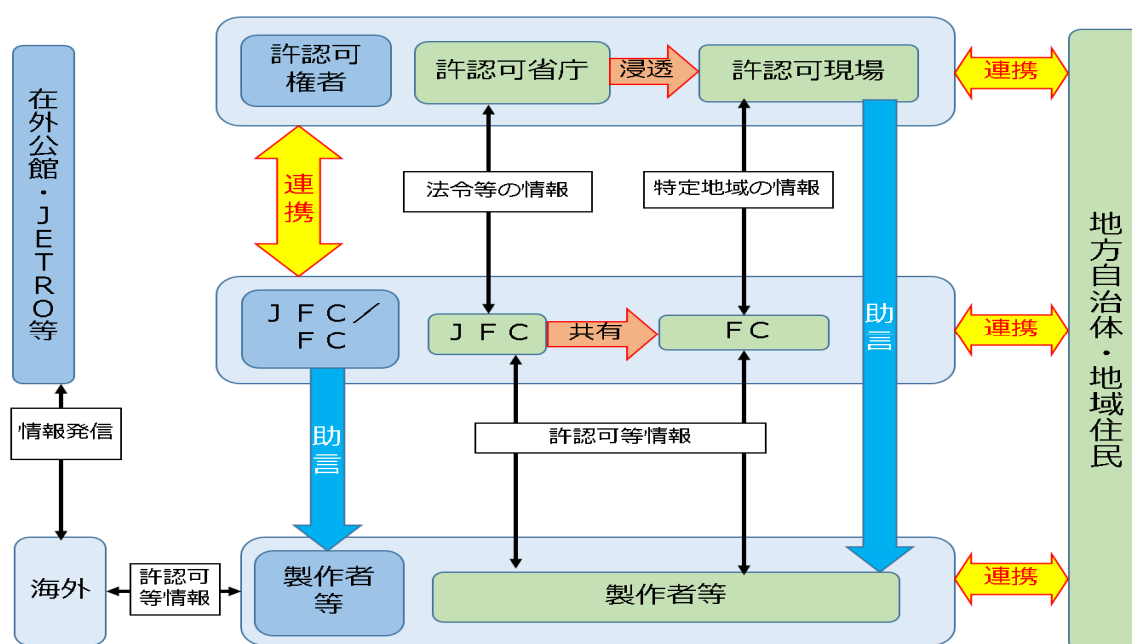 在外公館・JETRO等
許認可
権者
許認可省庁
浸透
許認可現場
連携
連携
法令等の情報
特定地域の情報
地方自治体・地域住民
JFC/
FC
JFC
共有
FC
助言
連携
情報発信
助言
許認可等情報
海外
許認可
等情報
製作者
等
製作者等
連携